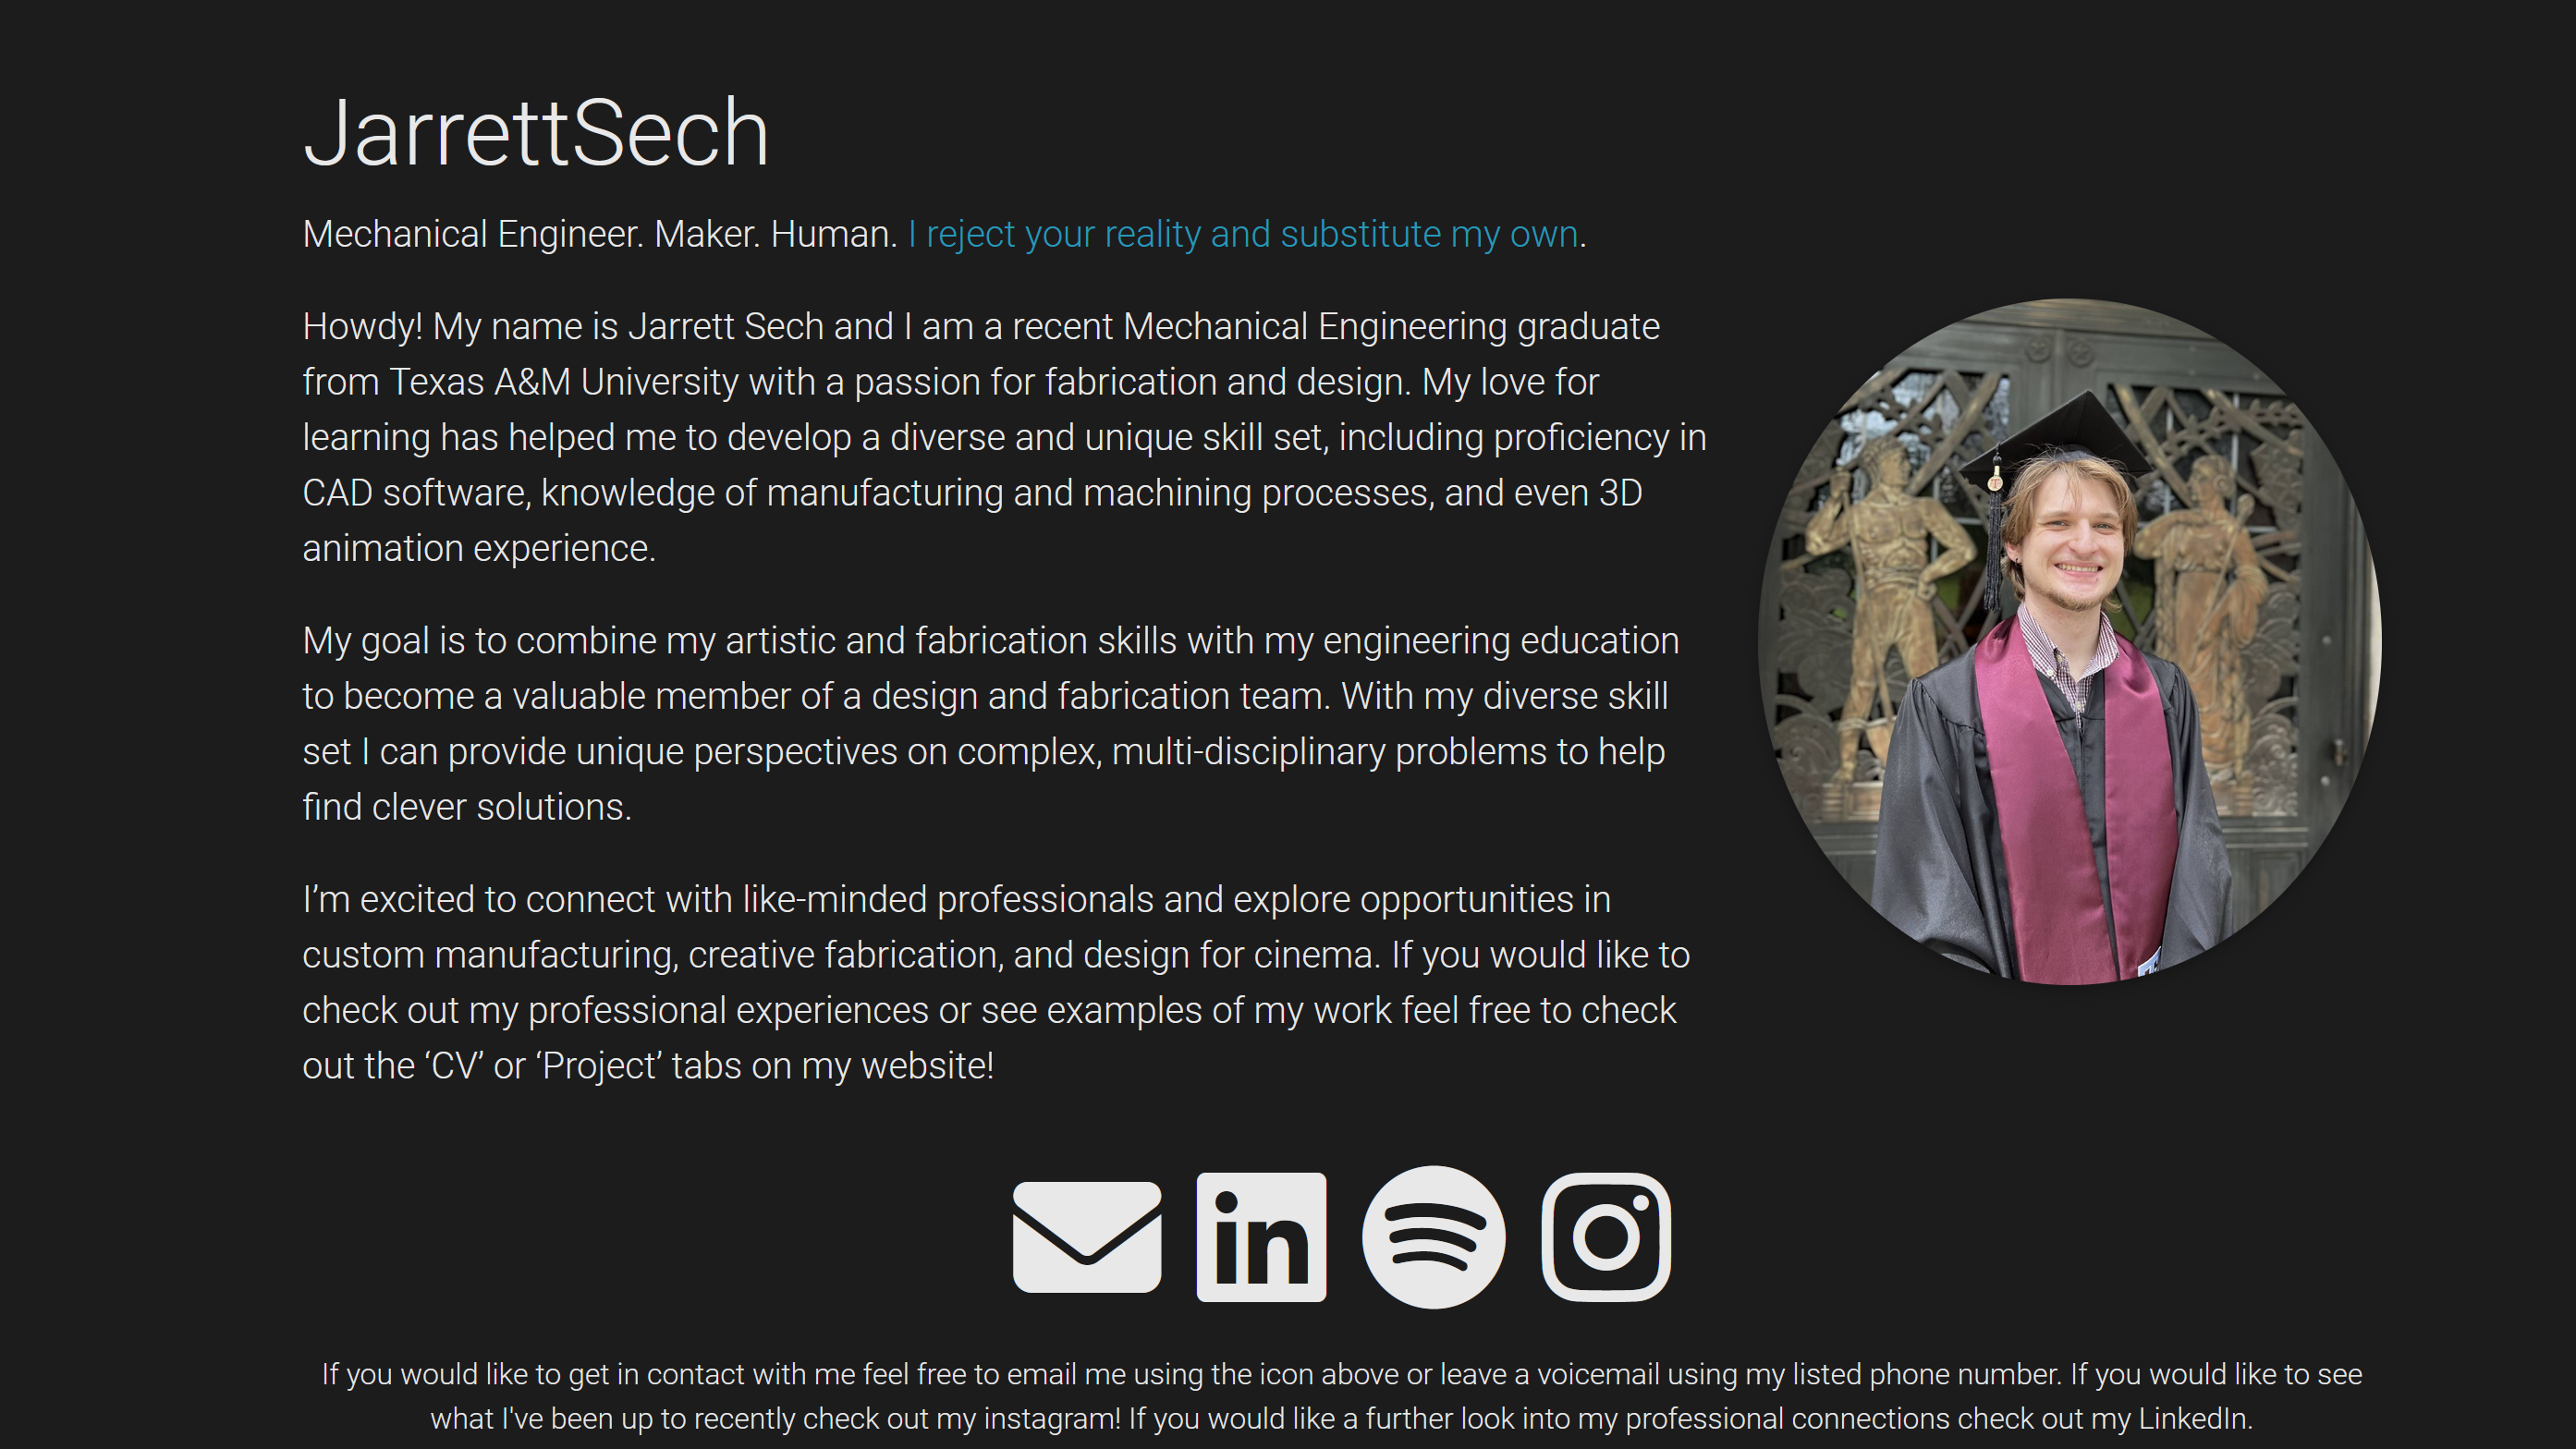 JarrettSech
Mechanical Engineer. Maker. Human. I reject your reality and substitute my own.
Howdy! My name is Jarrett Sech and I am a recent Mechanical Engineering graduate
from Texas A&M University with a passion for fabrication and design. My love for
learning has helped me to develop a diverse and unique skill set, including proficiency in
CAD software, knowledge of manufacturing and machining processes, and even 3D
animation experience.
My goal is to combine my artistic and fabrication skills with my engineering education
to become a valuable member of a design and fabrication team. With my diverse skill
set I can provide unique perspectives on complex, multi-disciplinary problems to help
find clever solutions.
I’m excited to connect with like-minded professionals and explore opportunities in
custom manufacturing, creative fabrication, and design for cinema. If you would like to
check out my professional experiences or see examples of my work feel free to check
out the ‘CV’ or ‘Project’ tabs on my website!
in
If you would like to get in contact with me feel free to email me using the icon above or leave a voicemail using my listed phone number. If you would like to see
what I've been up to recently check out my instagram! If you would like a further look into my professional connections check out my LinkedIn.